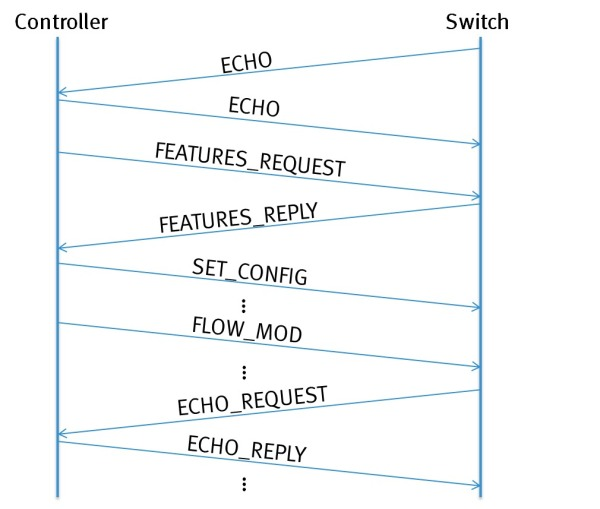 Controller
Switch
ECHO
ECHO
FEATURES_REQUEST
FEATURES_REPLY
SET_CONFIG
FLOW_MOD
ECHO_REQUEST
ECHO_REPLY